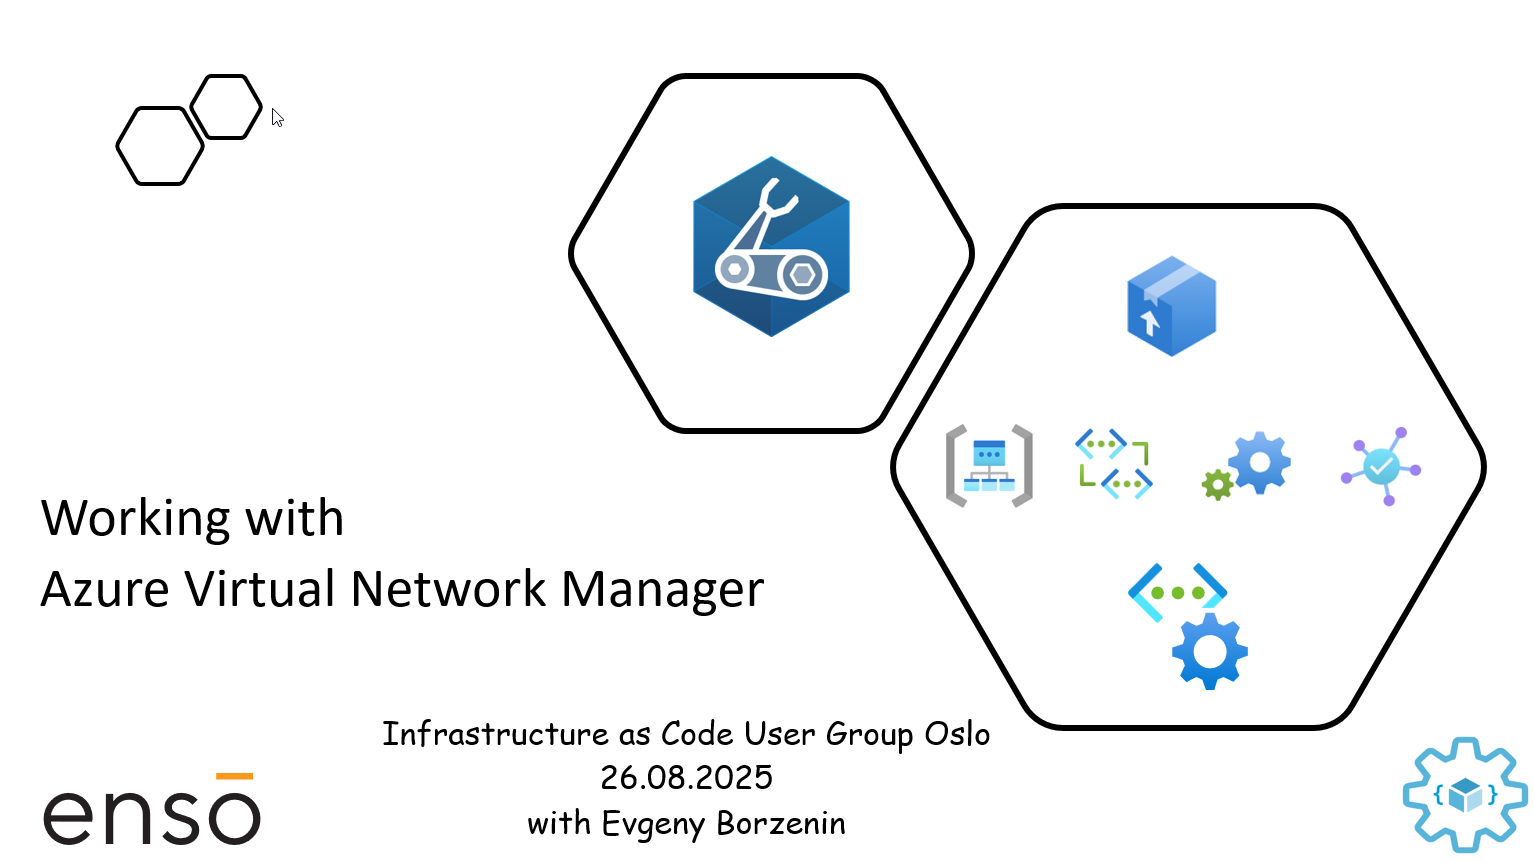 Working with
Azure Virtual Network Manager
Infrastructure as Code User Group Oslo
26.08.2025
with Evgeny Borzenin
ensō